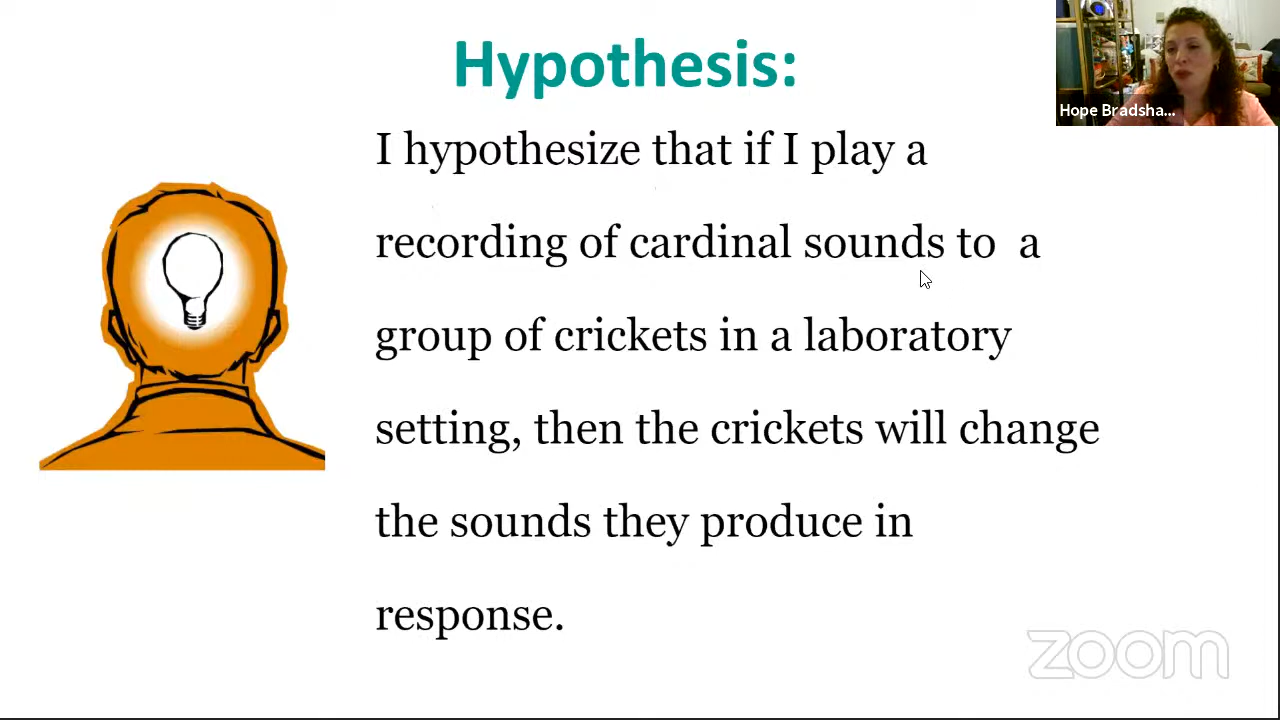 Hypothesis:
Hope Bradsha...
I hypothesize that if I play a
recording of cardinal sounds to a
group of crickets in a laboratory
setting, then the crickets will change
the sounds they produce in
response.
zoom